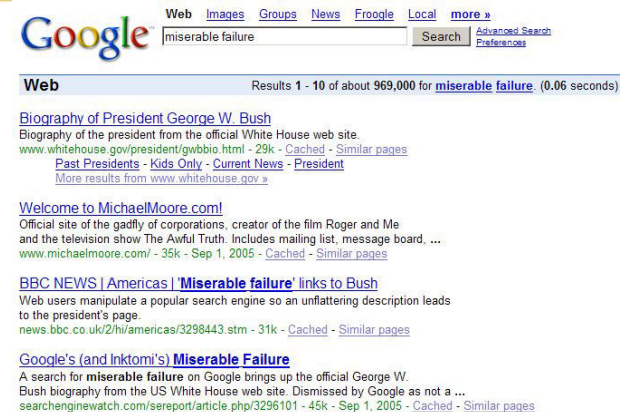 Google
Web Images Groups News Froogle Local more »
miserable failure Search Advanced Search
Preferences
Web Results 1 - 10 of about 969,000 for miserable failure. (0.06 seconds)
Biography of President George W. Bush
Biography of the president from the official White House web site.
www.whitehouse.gov/president/gwbbio.html - 29k - Cached - Similar pages
Past Presidents - Kids Only - Current News - President
More results from www.whitehouse.gov »
Welcome to MichaelMoore.com!
Official site of the gadfly of corporations, creator of the film Roger and Me
and the television show The Awful Truth. Includes mailing list, message board, ...
www.michaelmoore.com/ - 35k - Sep 1, 2005 - Cached - Similar pages
BBC NEWS | Americas | 'Miserable failure' links to Bush
Web users manipulate a popular search engine so an unflattering description leads
to the president's page.
news.bbc.co.uk/2/hi/americas/3298443.stm - 31k - Cached - Similar pages
Google's (and Inktomi's) Miserable Failure
A search for miserable failure on Google brings up the official George W.
Bush biography from the US White House web site. Dismissed by Google as not a ...
searchenginewatch.com/sereport/article.php/3296101 - 45k - Sep 1, 2005 - Cached - Similar pages